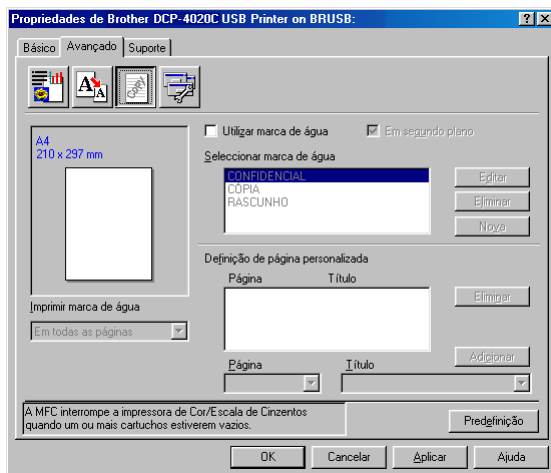 Propriedades de Brother DCP-4020C USB Printer on BRUSB:
Básico Avançado Suporte
A A Copy
A4
210 x 297 mm
Utilizar marca de água Em segundo plano
Seleccionar marca de água
CONFIDENCIAL
CÓPIA
RASCUNHO
Editar
Eliminar
Nova
Imprimir marca de água
Em todas as páginas
Definição de página personalizada
Página Título
Eliminar
Adicionar
Página Título
A MFC interrompe a impressora de Cor/Escala de Cinzentos
quando um ou mais cartuchos estiverem vazios.
Predefinição
OK Cancelar Aplicar Ajuda